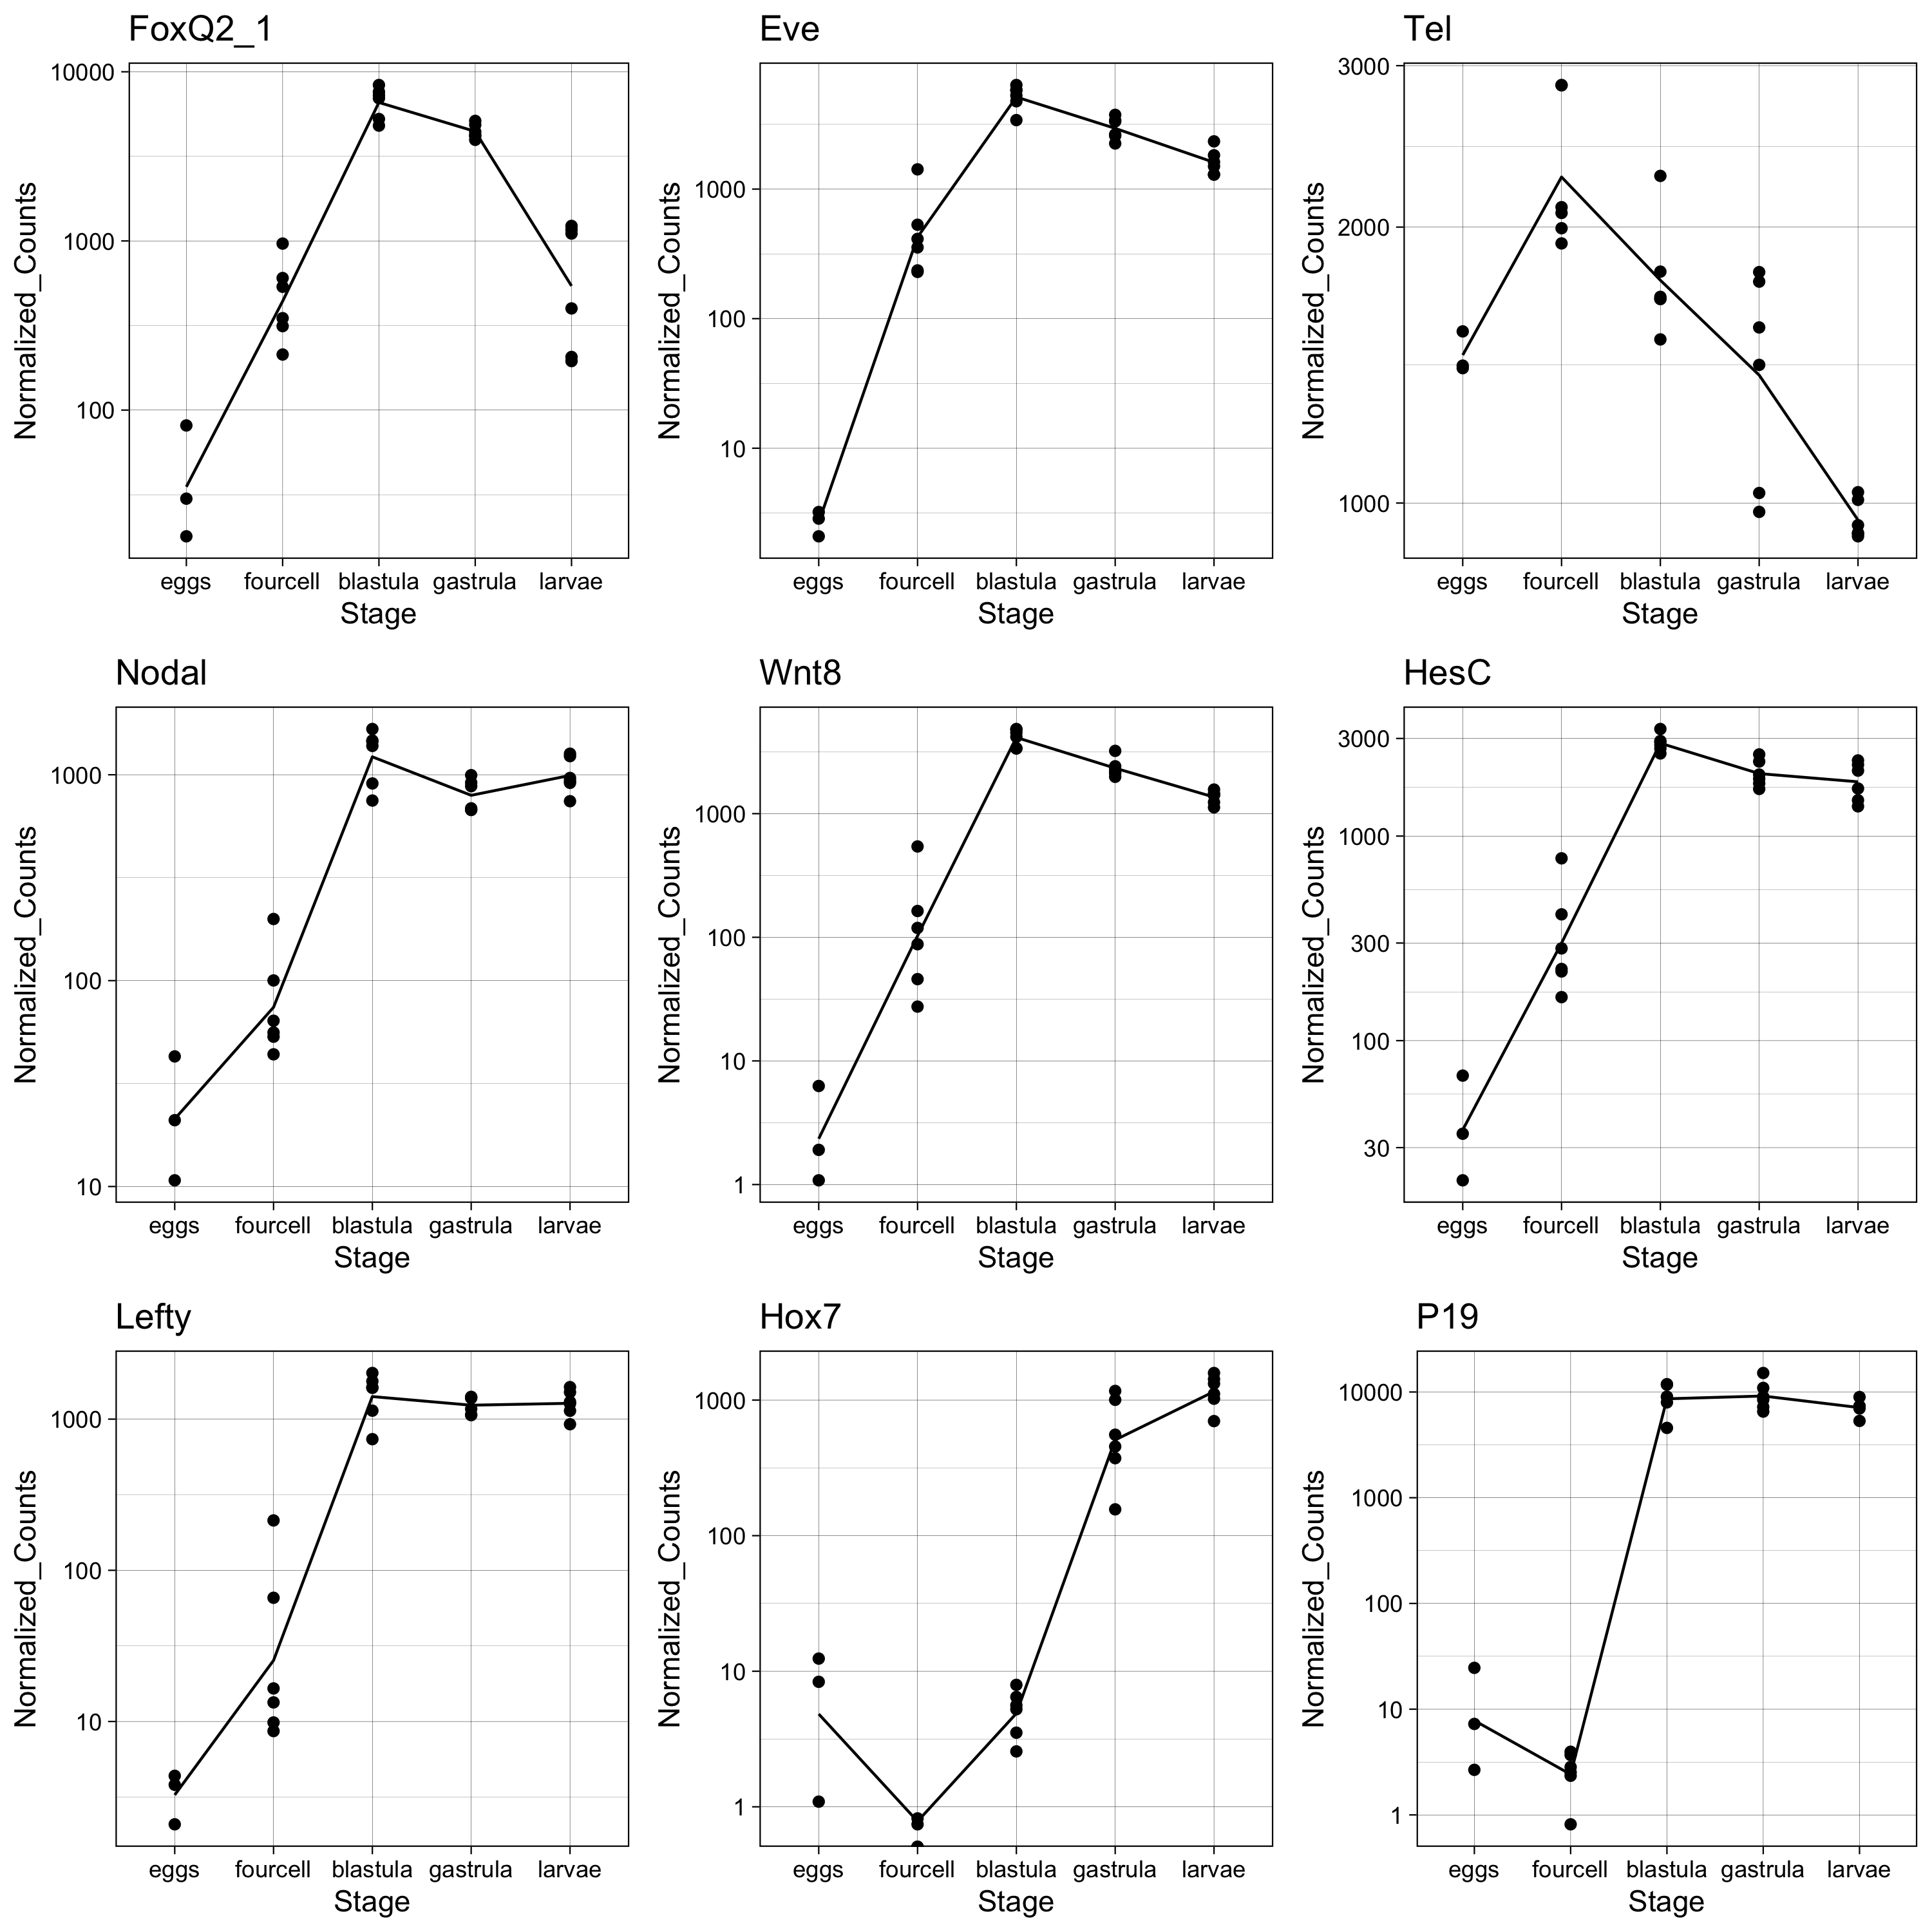 FoxQ2_1
Normalized_Counts
10000
1000
100
eggs fourcell blastula gastrula larvae
Stage
Eve
Normalized_Counts
1000
100
10
eggs fourcell blastula gastrula larvae
Stage
Tel
Normalized_Counts
3000
2000
1000
eggs fourcell blastula gastrula larvae
Stage
Nodal
Normalized_Counts
1000
100
10
eggs fourcell blastula gastrula larvae
Stage
Wnt8
Normalized_Counts
1000
100
10
1
eggs fourcell blastula gastrula larvae
Stage
HesC
Normalized_Counts
3000
1000
300
100
30
eggs fourcell blastula gastrula larvae
Stage
Lefty
Normalized_Counts
1000
100
10
eggs fourcell blastula gastrula larvae
Stage
Hox7
Normalized_Counts
1000
100
10
1
eggs fourcell blastula gastrula larvae
Stage
P19
Normalized_Counts
10000
1000
100
10
1
eggs fourcell blastula gastrula larvae
Stage